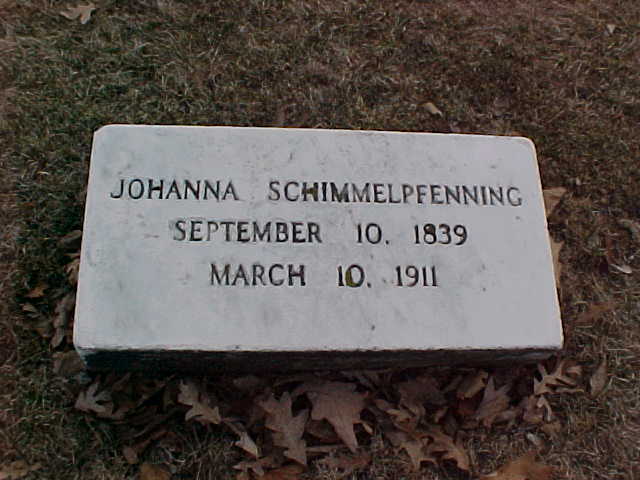 JOHANNA SCHIMMELPFENNING
SEPTEMBER 10, 1839
MARCH 10, 1911